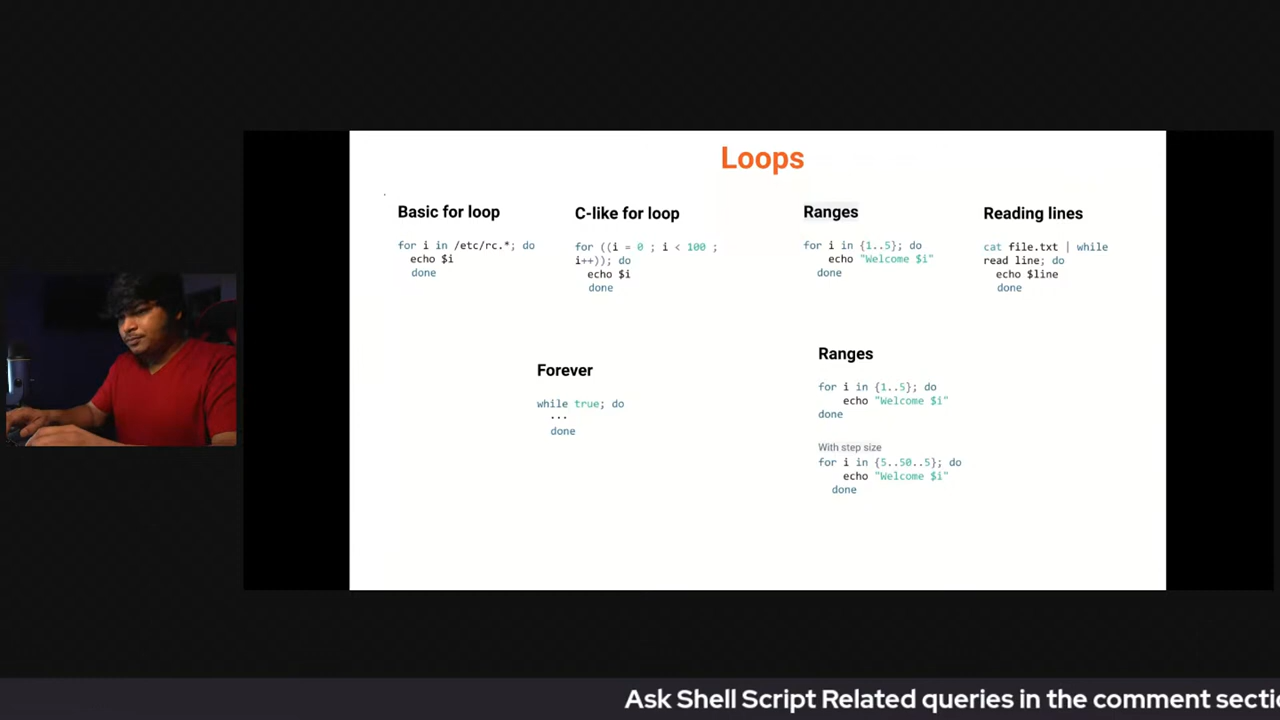 Loops
Basic for loop
for i in /etc/rc.*; do
echo $i
done
C-like for loop
for ((i = 0 ; i < 100 ;
i++)); do
echo $i
done
Ranges
for i in {1..5}; do
echo "Welcome $i"
done
Reading lines
cat file.txt | while
read line; do
echo $line
done
Forever
while true; do
...
done
Ranges
for i in {1..5}; do
echo "Welcome $i"
done
With step size
for i in {5..50..5}; do
echo "Welcome $i"
done
Ask Shell Script Related queries in the comment secti